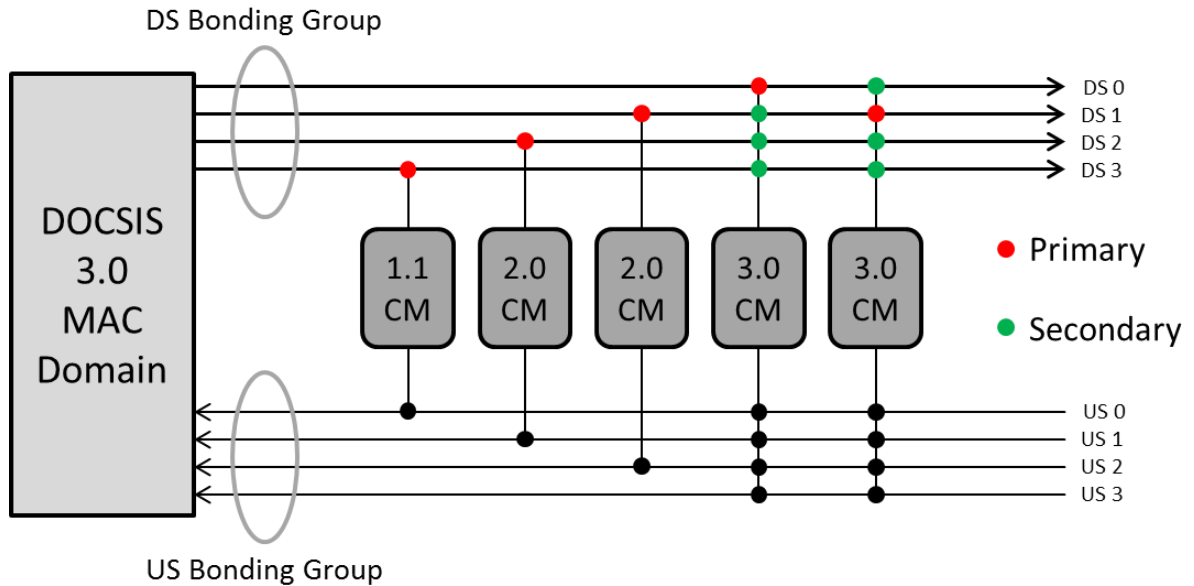 DS Bonding Group
DS 0
DS 1
DS 2
DS 3
DOCSIS
3.0
MAC
Domain
1.1
CM
2.0
CM
2.0
CM
3.0
CM
3.0
CM
Primary
Secondary
US 0
US 1
US 2
US 3
US Bonding Group